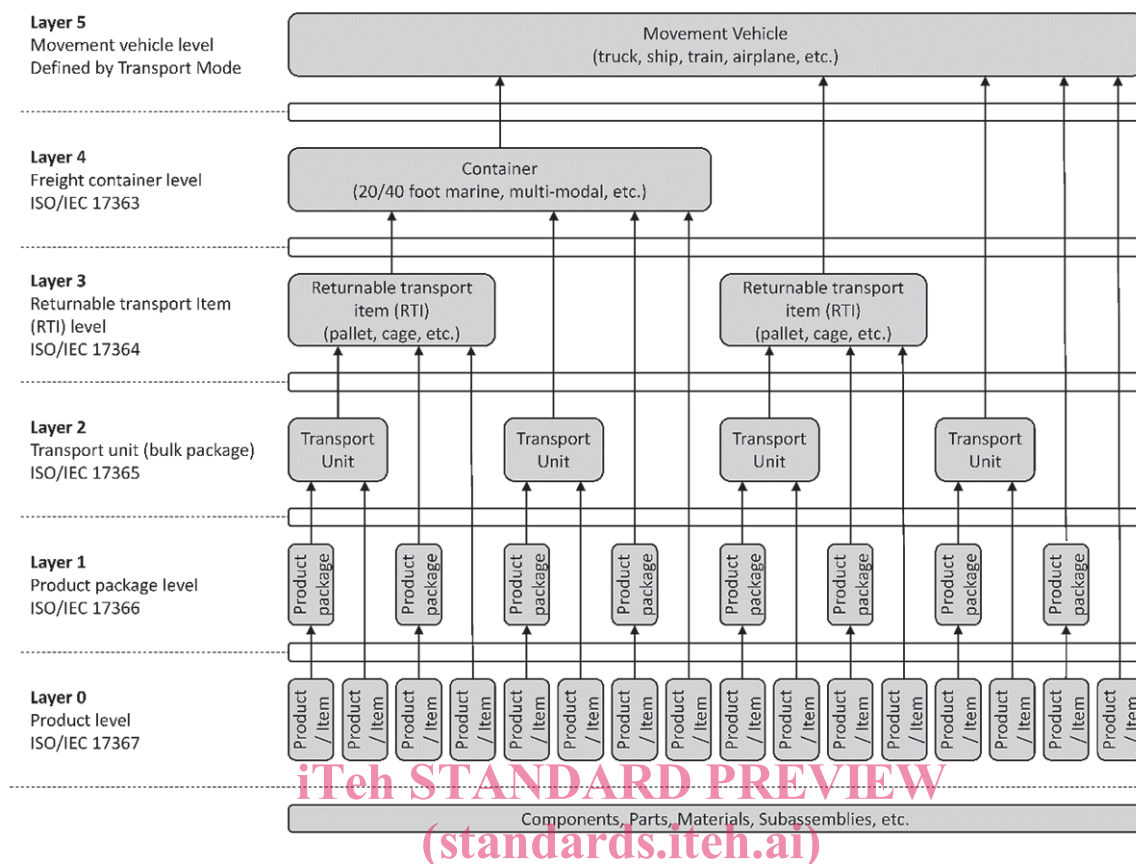 Layer 5
Movement vehicle level
Defined by Transport Mode
Movement Vehicle
(truck, ship, train, airplane, etc.)
Layer 4
Freight container level
ISO/IEC 17363
Container
(20/40 foot marine, multi-modal, etc.)
Layer 3
Returnable transport Item
(RTI) level
ISO/IEC 17364
Returnable transport
item (RTI)
(pallet, cage, etc.)
Returnable transport
item (RTI)
(pallet, cage, etc.)
Layer 2
Transport unit (bulk package)
ISO/IEC 17365
Transport
Unit
Transport
Unit
Transport
Unit
Transport
Unit
Layer 1
Product package level
ISO/IEC 17366
Product
package
Product
package
Product
package
Product
package
Product
package
Product
package
Product
package
Product
package
Layer 0
Product level
ISO/IEC 17367
Product
/ Item
Product
/ Item
Product
/ Item
Product
/ Item
Product
/ Item
Product
/ Item
Product
/ Item
Product
/ Item
Product
/ Item
Product
/ Item
Product
/ Item
Product
/ Item
Product
/ Item
Product
/ Item
Product
/ Item
Product
/ Item
iTeh STANDARD PREVIEW
Components, Parts, Materials, Subassemblies, etc.
(standards.iteh.ai)